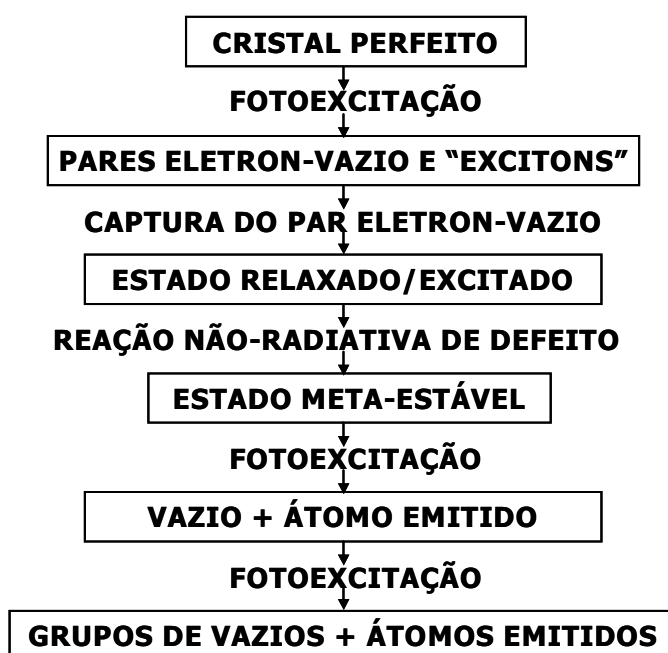 CRISTAL PERFEITO
FOTOEXCITAÇÃO
PARES ELETRON-VAZIO E “EXCITONS”
CAPTURA DO PAR ELETRON-VAZIO
ESTADO RELAXADO/EXCITADO
REAÇÃO NÃO-RADIATIVA DE DEFEITO
ESTADO META-ESTÁVEL
FOTOEXCITAÇÃO
VAZIO + ÁTOMO EMITIDO
FOTOEXCITAÇÃO
GRUPOS DE VAZIOS + ÁTOMOS EMITIDOS